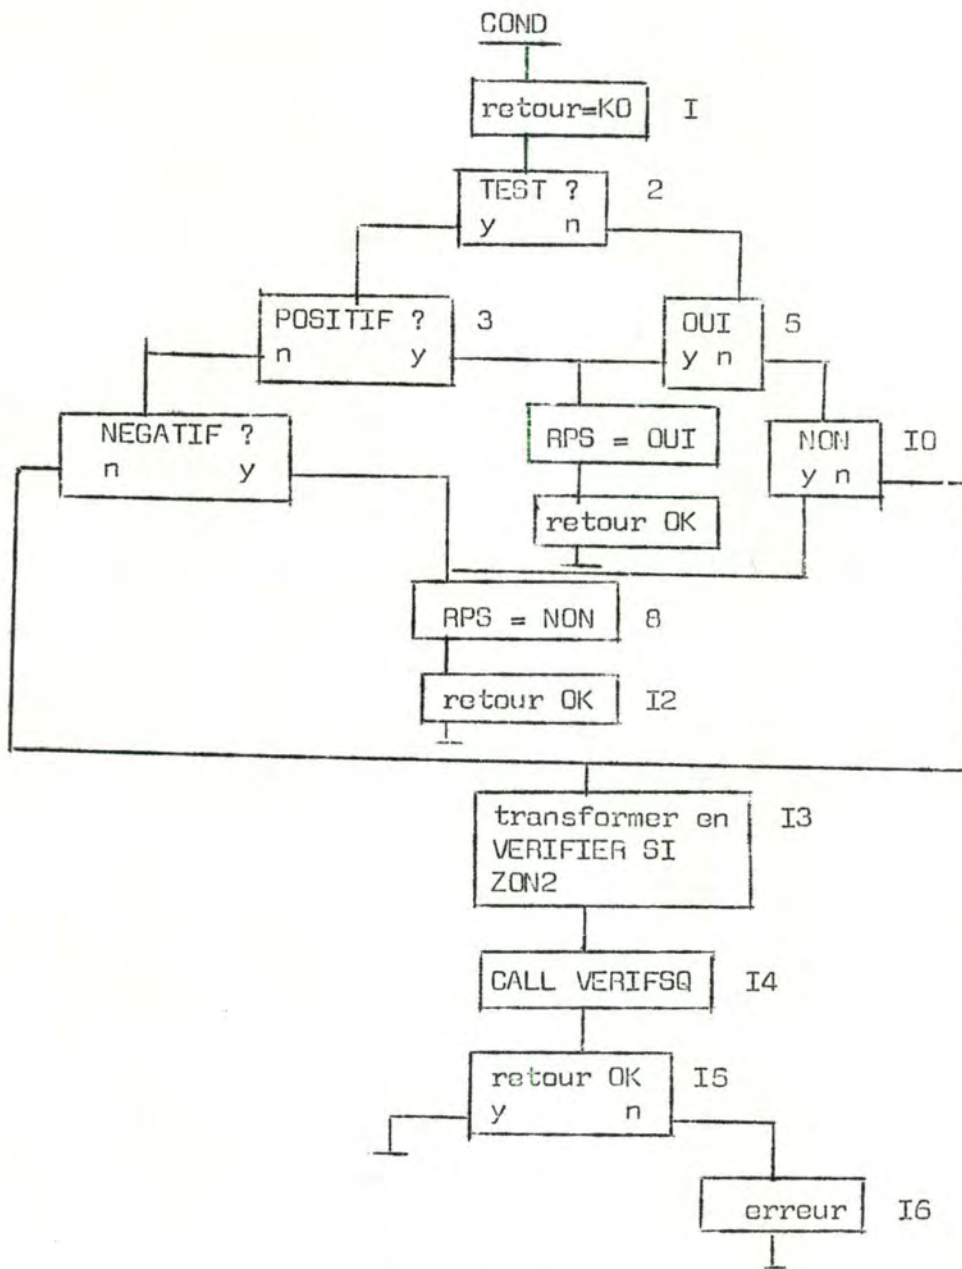 COND
retour=KO I
TEST ? 2
y n
POSITIF ? 3
n y
OUI 5
y n
NEGATIF ?
n y
RPS = OUI
NON IO
y n
retour OK
RPS = NON 8
retour OK I2
transformer en I3
VERIFIER SI
ZON2
CALL VERIFSQ I4
retour OK I5
y n
erreur I6